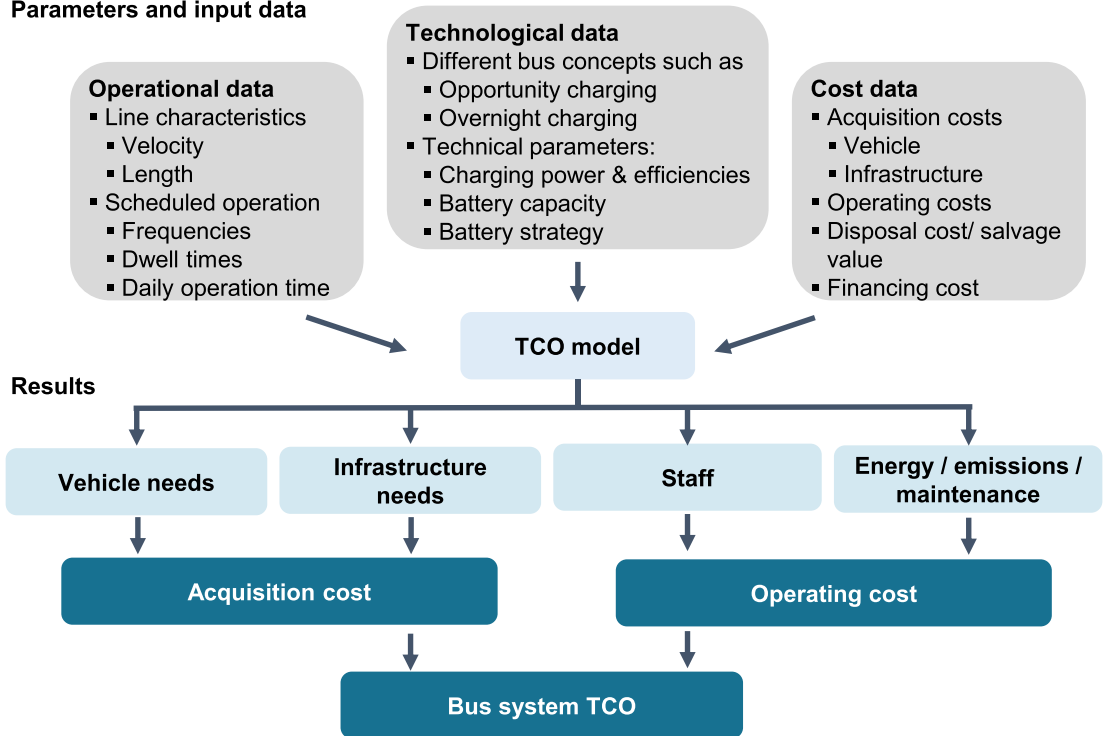 Parameters and input data
Operational data
▪ Line characteristics
▪ Velocity
▪ Length
▪ Scheduled operation
▪ Frequencies
▪ Dwell times
▪ Daily operation time
Technological data
▪ Different bus concepts such as
▪ Opportunity charging
▪ Overnight charging
▪ Technical parameters:
▪ Charging power & efficiencies
▪ Battery capacity
▪ Battery strategy
Cost data
▪ Acquisition costs
▪ Vehicle
▪ Infrastructure
▪ Operating costs
▪ Disposal cost/ salvage
value
▪ Financing cost
TCO model
Results
Vehicle needs
Infrastructure
needs
Staff
Energy / emissions /
maintenance
Acquisition cost
Operating cost
Bus system TCO